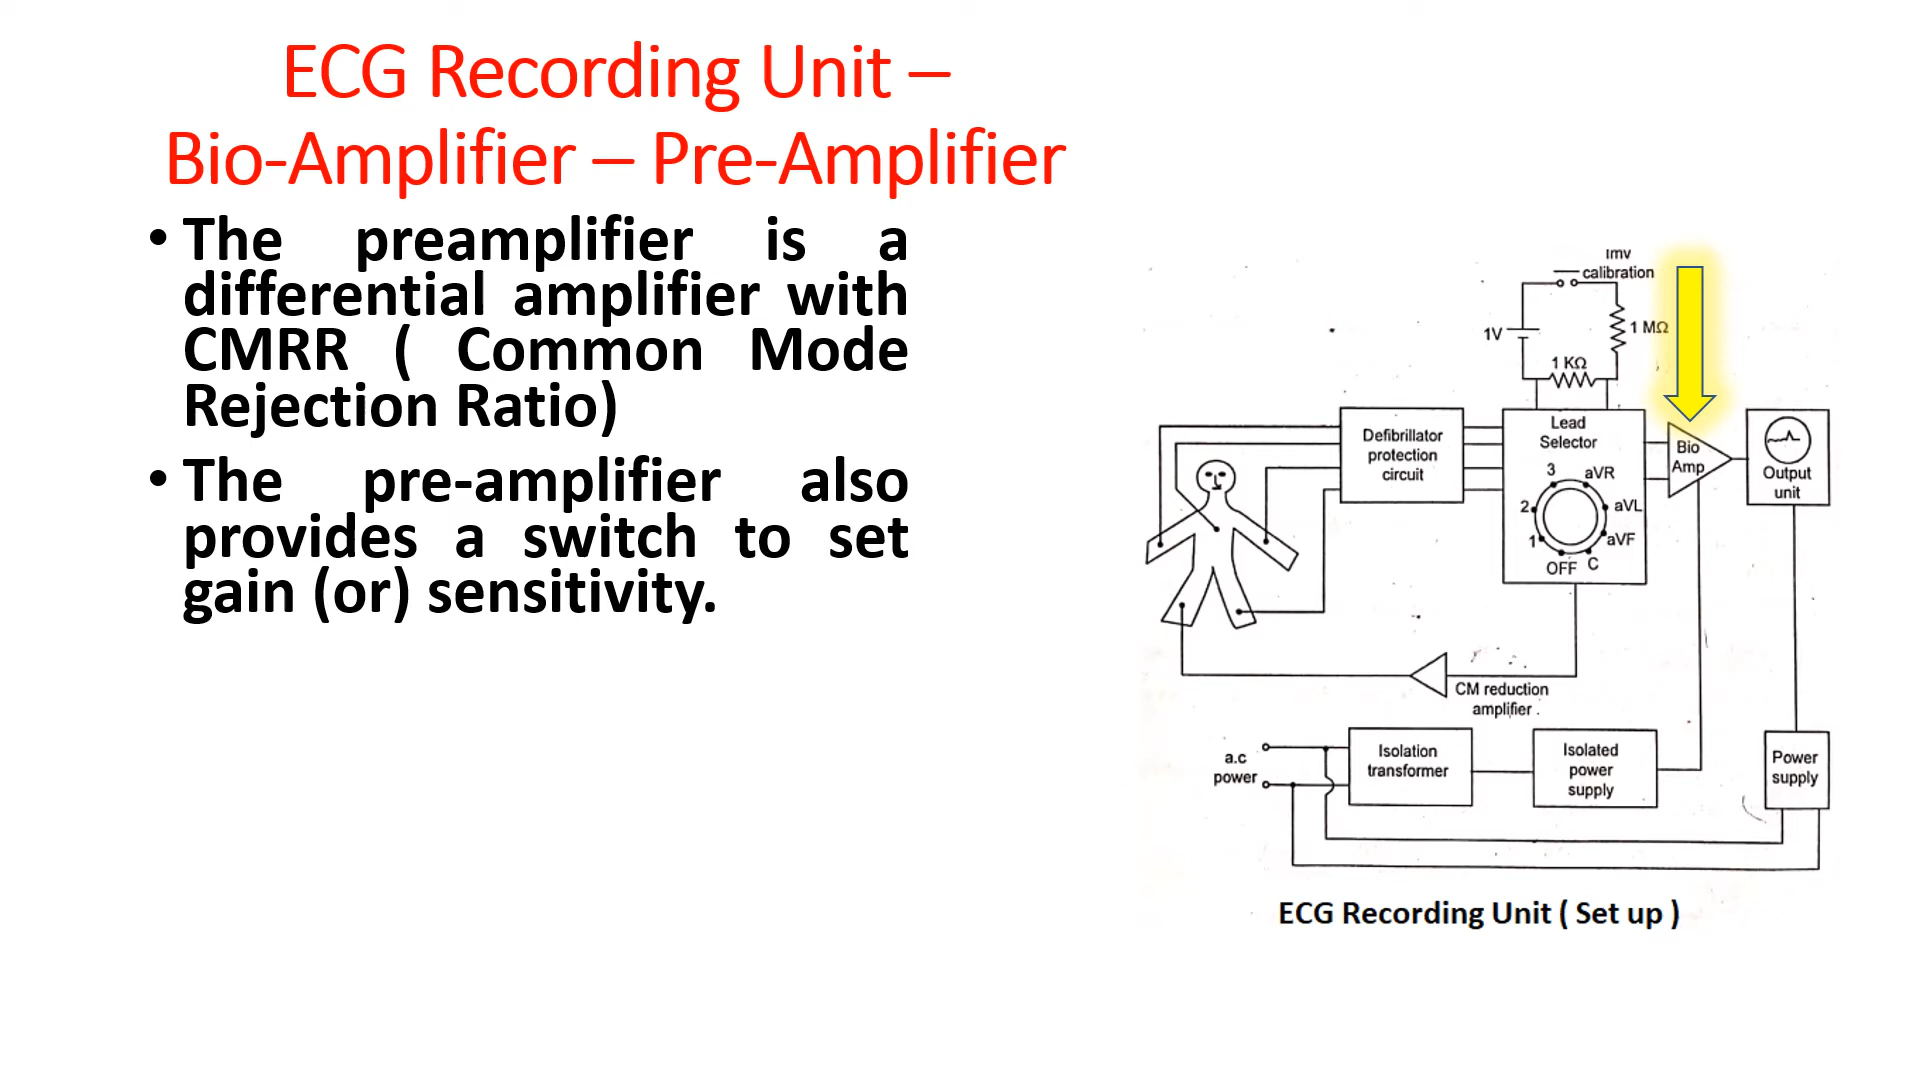 ECG Recording Unit –
Bio-Amplifier – Pre-Amplifier
• The preamplifier is a
differential amplifier with
CMRR ( Common Mode
Rejection Ratio)
• The pre-amplifier also
provides a switch to set
gain (or) sensitivity.
1mv
calibration
1V
1 MΩ
1 KΩ
Defibrillator
protection
circuit
Lead
Selector
3
aVR
2
aVL
1
aVF
OFF
C
Bio
Amp
Output
unit
CM reduction
amplifier .
a.c
power
Isolation
transformer
Isolated
power
supply
Power
supply
ECG Recording Unit ( Set up )